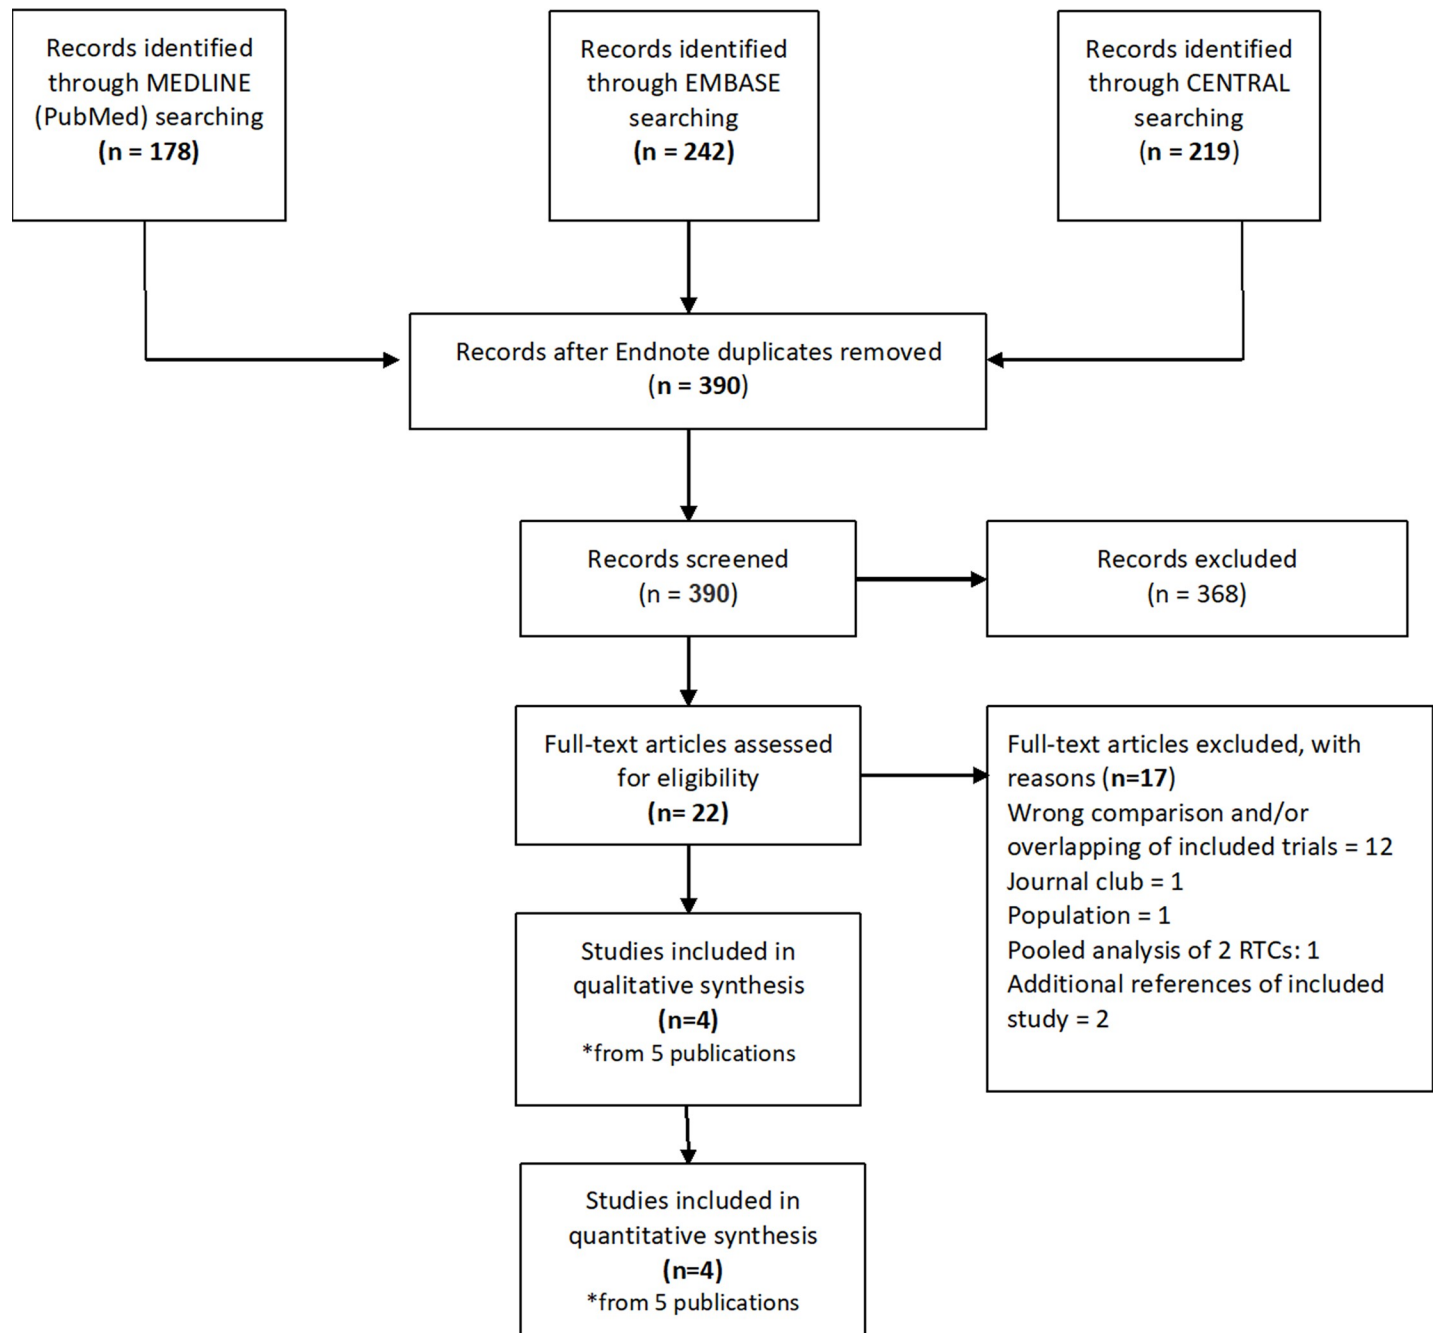 Records identified
through MEDLINE
(PubMed) searching
(n = 178)
Records identified
through EMBASE
searching
(n = 242)
Records identified
through CENTRAL
searching
(n = 219)
Records after Endnote duplicates removed
(n = 390)
Records screened
(n = 390)
Records excluded
(n = 368)
Full-text articles assessed
for eligibility
(n= 22)
Full-text articles excluded, with
reasons (n=17)
Wrong comparison and/or
overlapping of included trials = 12
Journal club = 1
Population = 1
Pooled analysis of 2 RTCs: 1
Additional references of included
study = 2
Studies included in
qualitative synthesis
(n=4)
*from 5 publications
Studies included in
quantitative synthesis
(n=4)
*from 5 publications